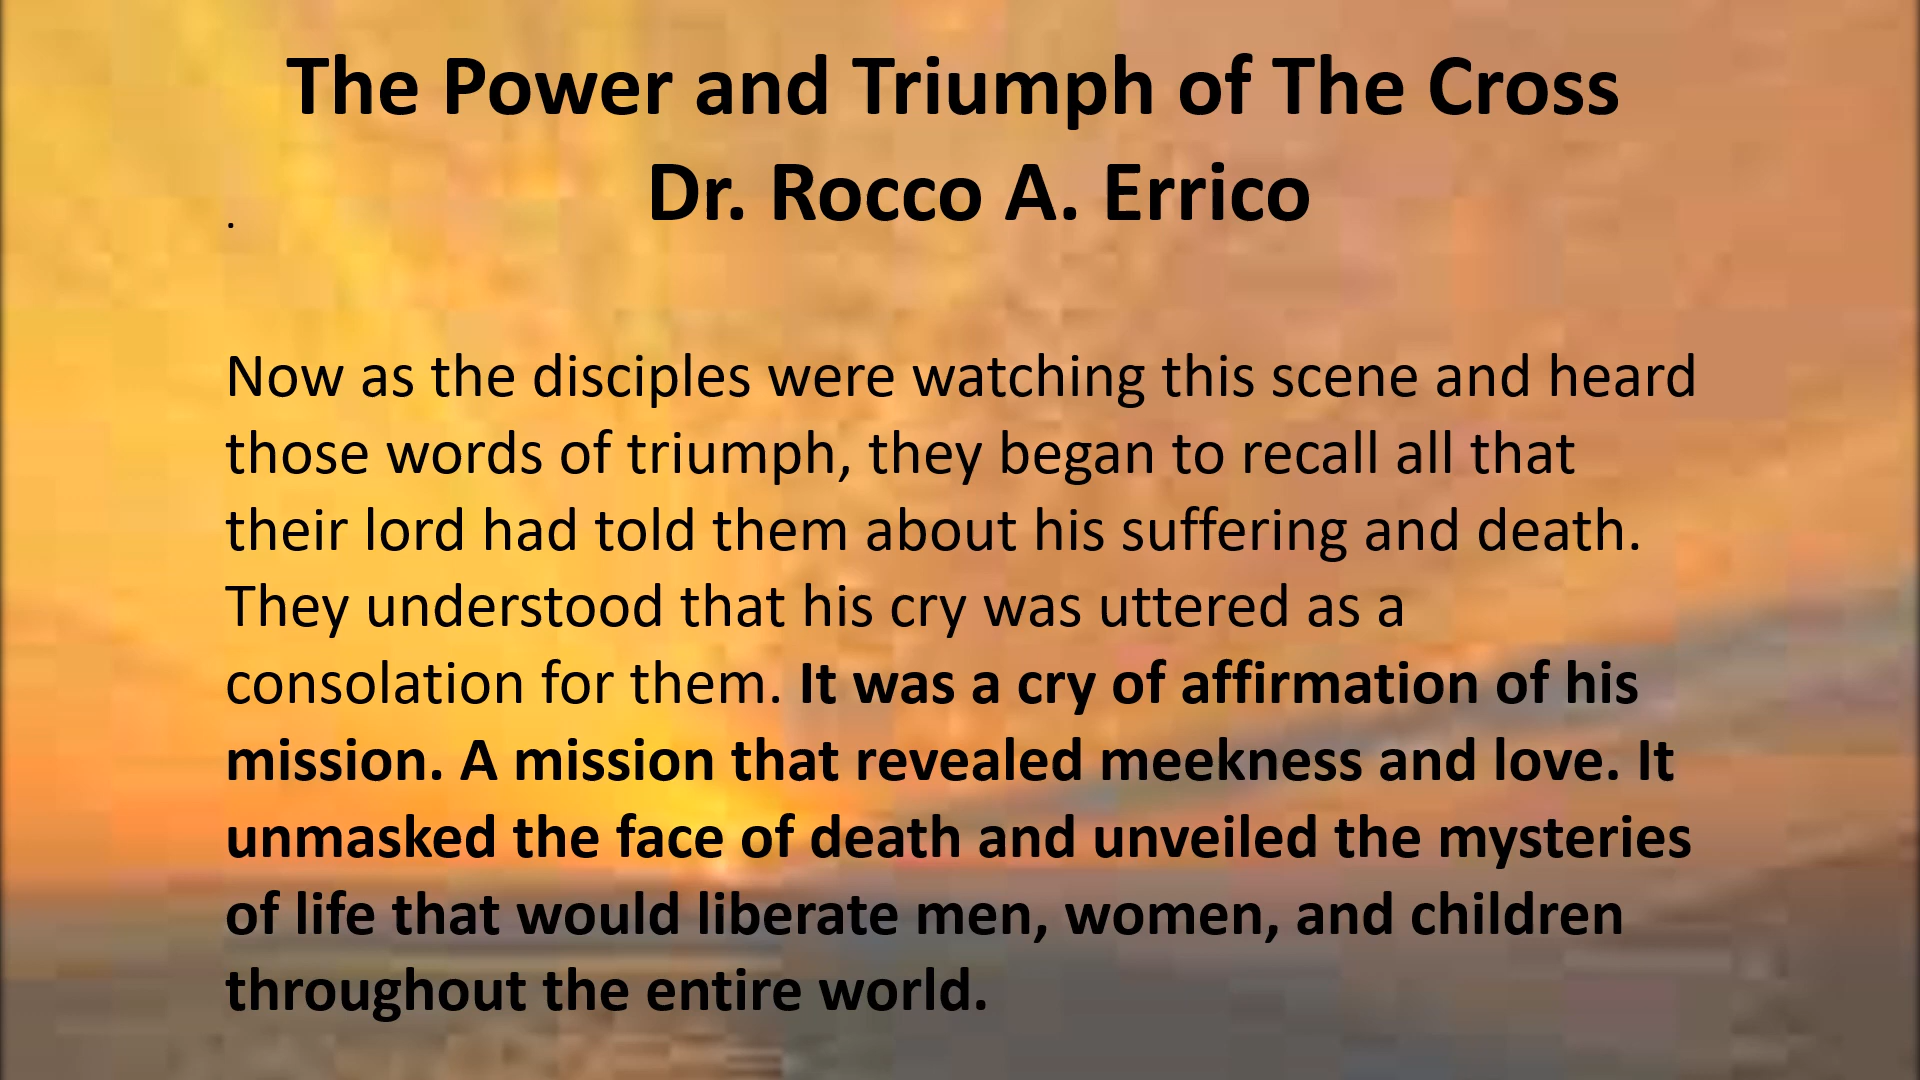 The Power and Triumph of The Cross
Dr. Rocco A. Errico
.
Now as the disciples were watching this scene and heard
those words of triumph, they began to recall all that
their lord had told them about his suffering and death.
They understood that his cry was uttered as a
consolation for them. It was a cry of affirmation of his
mission. A mission that revealed meekness and love. It
unmasked the face of death and unveiled the mysteries
of life that would liberate men, women, and children
throughout the entire world.